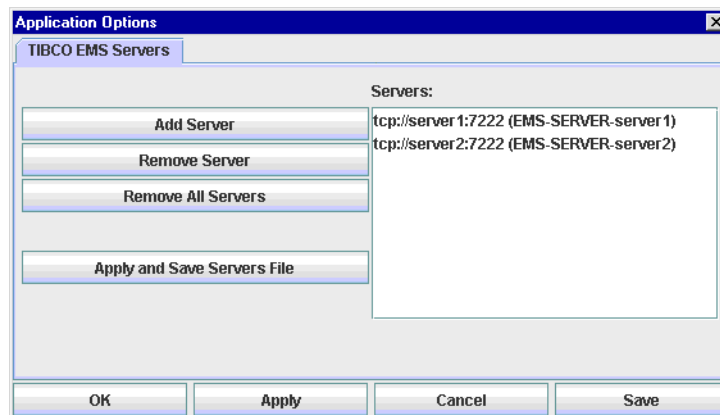 Application Options
TIBCO EMS Servers
Servers:
Add Server
Remove Server
Remove All Servers
Apply and Save Servers File
tcp://server1:7222 (EMS-SERVER-server1)
tcp://server2:7222 (EMS-SERVER-server2)
OK
Apply
Cancel
Save